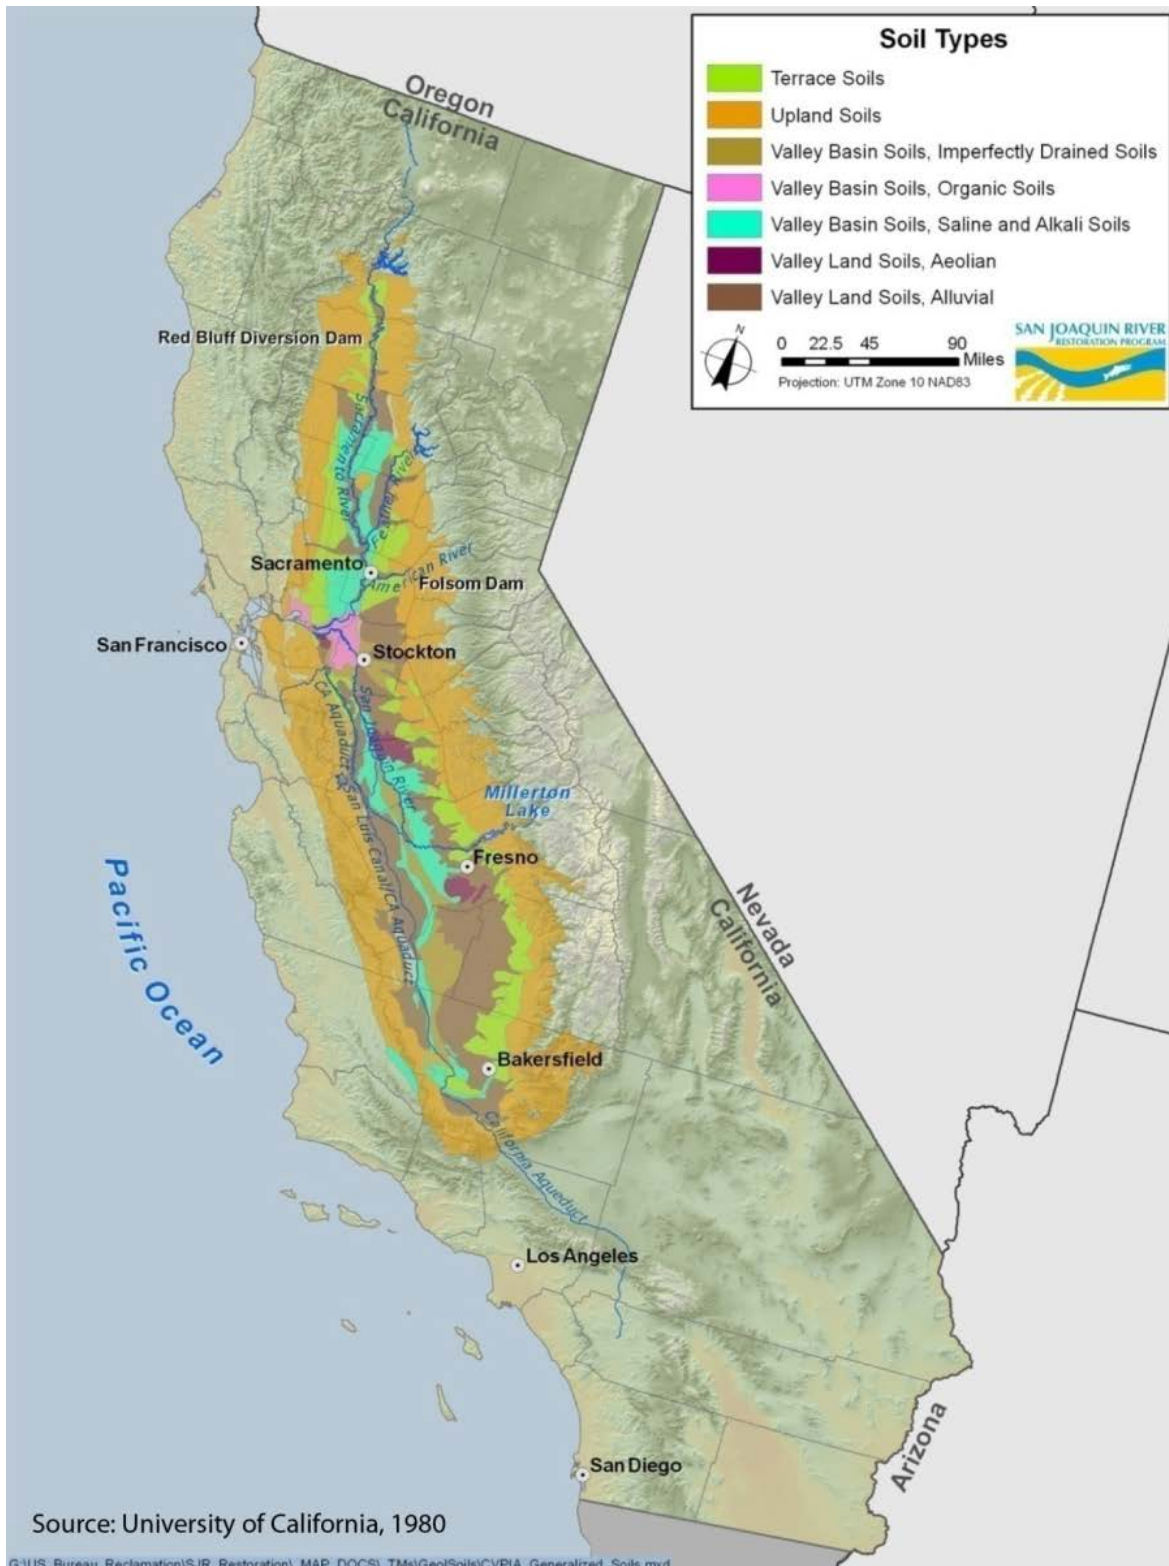 Soil Types
Terrace Soils
Upland Soils
Valley Basin Soils, Imperfectly Drained Soils
Valley Basin Soils, Organic Soils
Valley Basin Soils, Saline and Alkali Soils
Valley Land Soils, Aeolian
Valley Land Soils, Alluvial
N
0 22.5 45 90
Miles
Projection: UTM Zone 10 NAD83
SAN JOAQUIN RIVER
RESTORATION PROGRAM
Oregon
California
Red Bluff Diversion Dam
Sacramento River
Feather River
Sacramento
American River
Folsom Dam
San Francisco
Stockton
CA Aquaduct
San Joaquin River
San Luis Canal/CA Aquaduct
Millerton
Lake
Fresno
Pacific Ocean
Nevada
California
Bakersfield
California Aqueduct
Los Angeles
Arizona
San Diego
Source: University of California, 1980